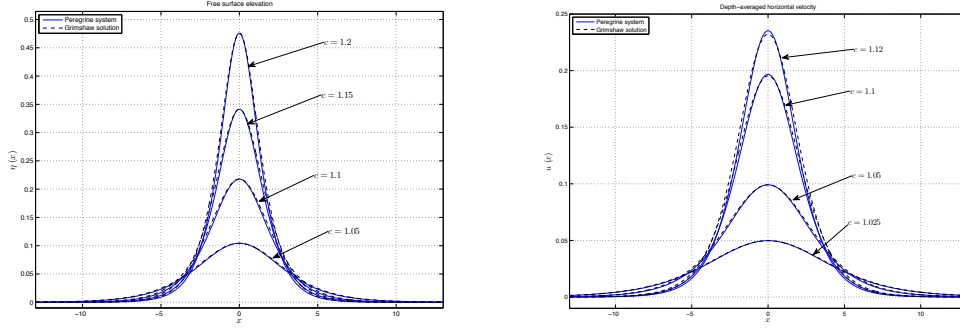 Free surface elevation
Peregrine system
Grimshaw solution
0.5
0.45
0.4
0.35
0.3
0.25
0.2
0.15
0.1
0.05
0
c = 1.2
c = 1.15
c = 1.1
c = 1.05
η (x)
−10
−5
0
5
10
x
Depth−averaged horizontal velocity
Peregrine system
Grimshaw solution
0.25
0.2
0.15
0.1
0.05
0
c = 1.12
c = 1.1
c = 1.05
c = 1.025
u (x)
−10
−5
0
5
10
x